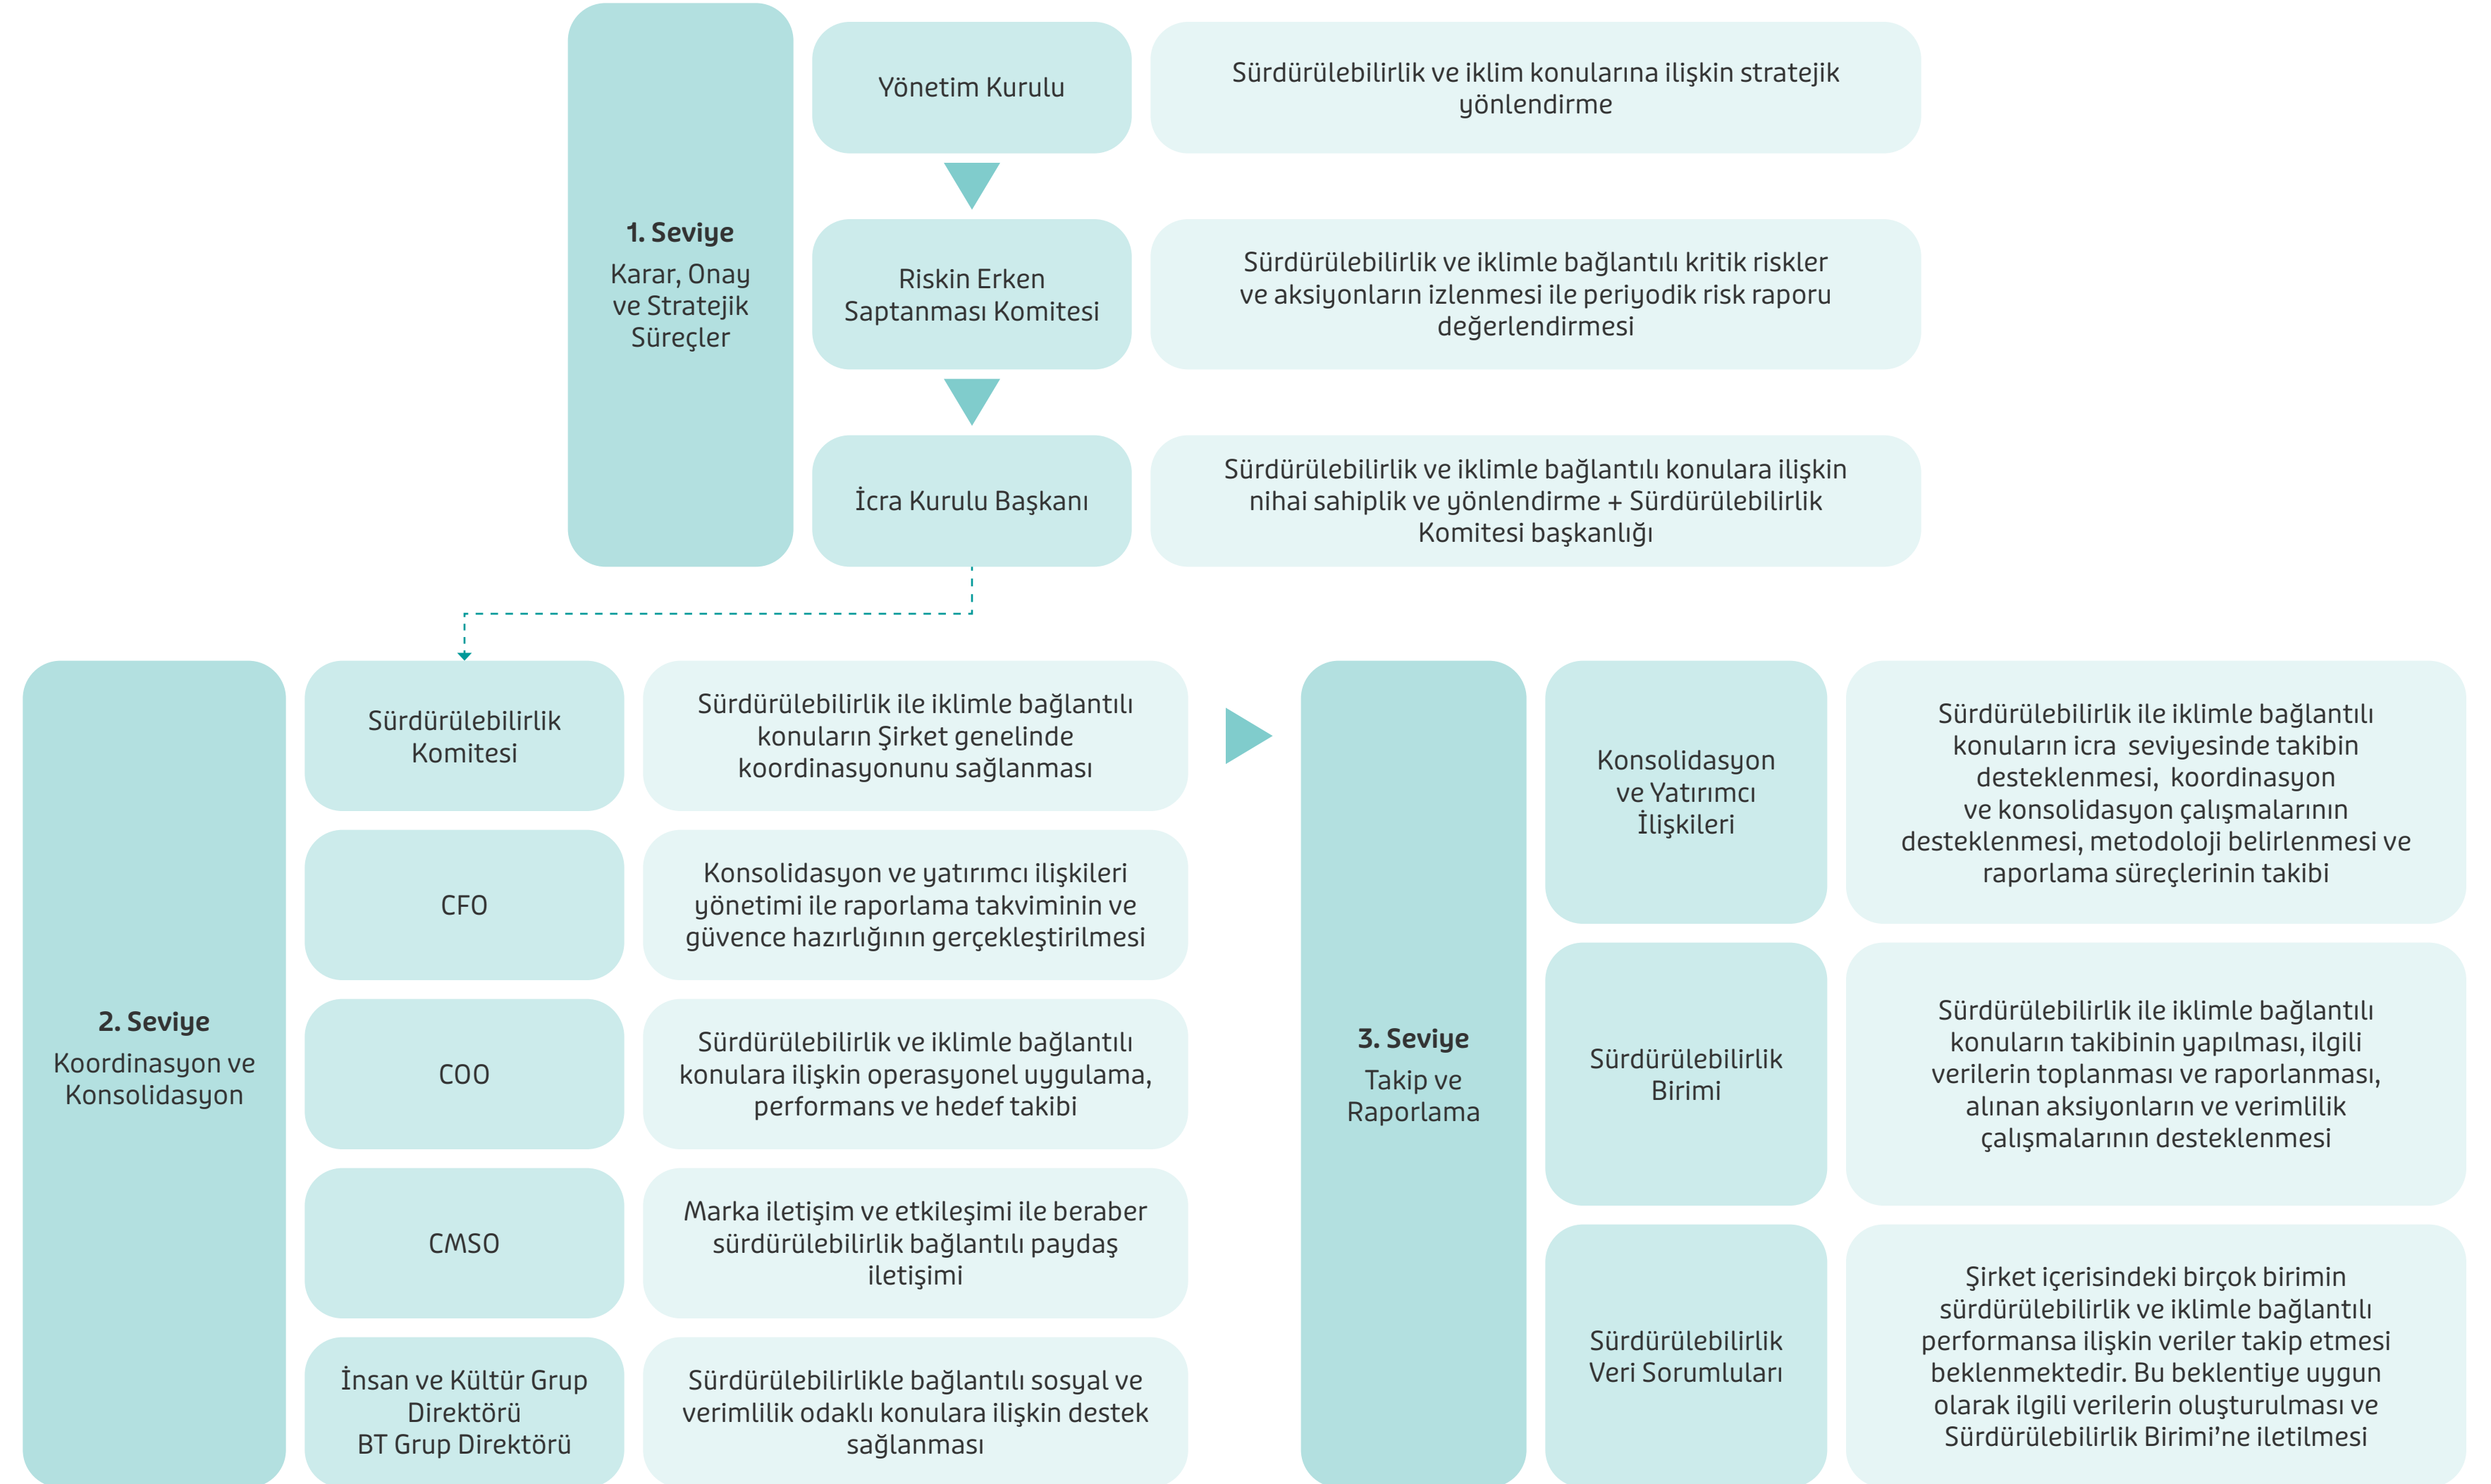 1. Seviye
Karar, Onay
ve Stratejik
Süreçler
Yönetim Kurulu
Sürdürülebilirlik ve iklim konularına ilişkin stratejik
yönlendirme
Riskin Erken
Saptanması Komitesi
Sürdürülebilirlik ve iklimle bağlantılı kritik riskler
ve aksiyonların izlenmesi ile periyodik risk raporu
değerlendirmesi
İcra Kurulu Başkanı
Sürdürülebilirlik ve iklimle bağlantılı konulara ilişkin
nihai sahiplik ve yönlendirme + Sürdürülebilirlik
Komitesi başkanlığı
2. Seviye
Koordinasyon ve
Konsolidasyon
Sürdürülebilirlik
Komitesi
Sürdürülebilirlik ile iklimle bağlantılı
konuların Şirket genelinde
koordinasyonunu sağlanması
CFO
Konsolidasyon ve yatırımcı ilişkileri
yönetimi ile raporlama takviminin ve
güvence hazırlığının gerçekleştirilmesi
COO
Sürdürülebilirlik ve iklimle bağlantılı
konulara ilişkin operasyonel uygulama,
performans ve hedef takibi
CMSO
Marka iletişim ve etkileşimi ile beraber
sürdürülebilirlik bağlantılı paydaş
iletişimi
İnsan ve Kültür Grup
Direktörü
BT Grup Direktörü
Sürdürülebilirlikle bağlantılı sosyal ve
verimlilik odaklı konulara ilişkin destek
sağlanması
3. Seviye
Takip ve
Raporlama
Konsolidasyon
ve Yatırımcı
İlişkileri
Sürdürülebilirlik ile iklimle bağlantılı
konuların icra  seviyesinde takibin
desteklenmesi,  koordinasyon
ve konsolidasyon çalışmalarının
desteklenmesi, metodoloji belirlenmesi ve
raporlama süreçlerinin takibi
Sürdürülebilirlik
Birimi
Sürdürülebilirlik ile iklimle bağlantılı
konuların takibinin yapılması, ilgili
verilerin toplanması ve raporlanması,
alınan aksiyonların ve verimlilik
çalışmalarının desteklenmesi
Sürdürülebilirlik
Veri Sorumluları
Şirket içerisindeki birçok birimin
sürdürülebilirlik ve iklimle bağlantılı
performansa ilişkin veriler takip etmesi
beklenmektedir. Bu beklentiye uygun
olarak ilgili verilerin oluşturulması ve
Sürdürülebilirlik Birimi’ne iletilmesi